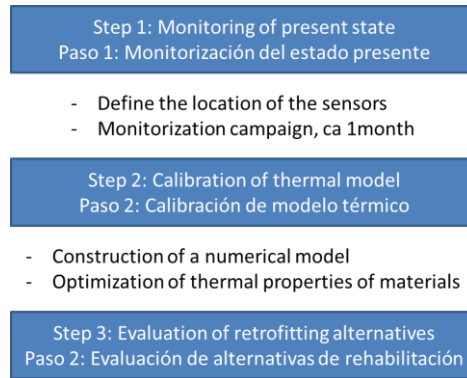 Step 1: Monitoring of present state
Paso 1: Monitorización del estado presente
- Define the location of the sensors
- Monitorization campaign, ca 1month
Step 2: Calibration of thermal model
Paso 2: Calibración de modelo térmico
- Construction of a numerical model
- Optimization of thermal properties of materials
Step 3: Evaluation of retrofitting alternatives
Paso 2: Evaluación de alternativas de rehabilitación